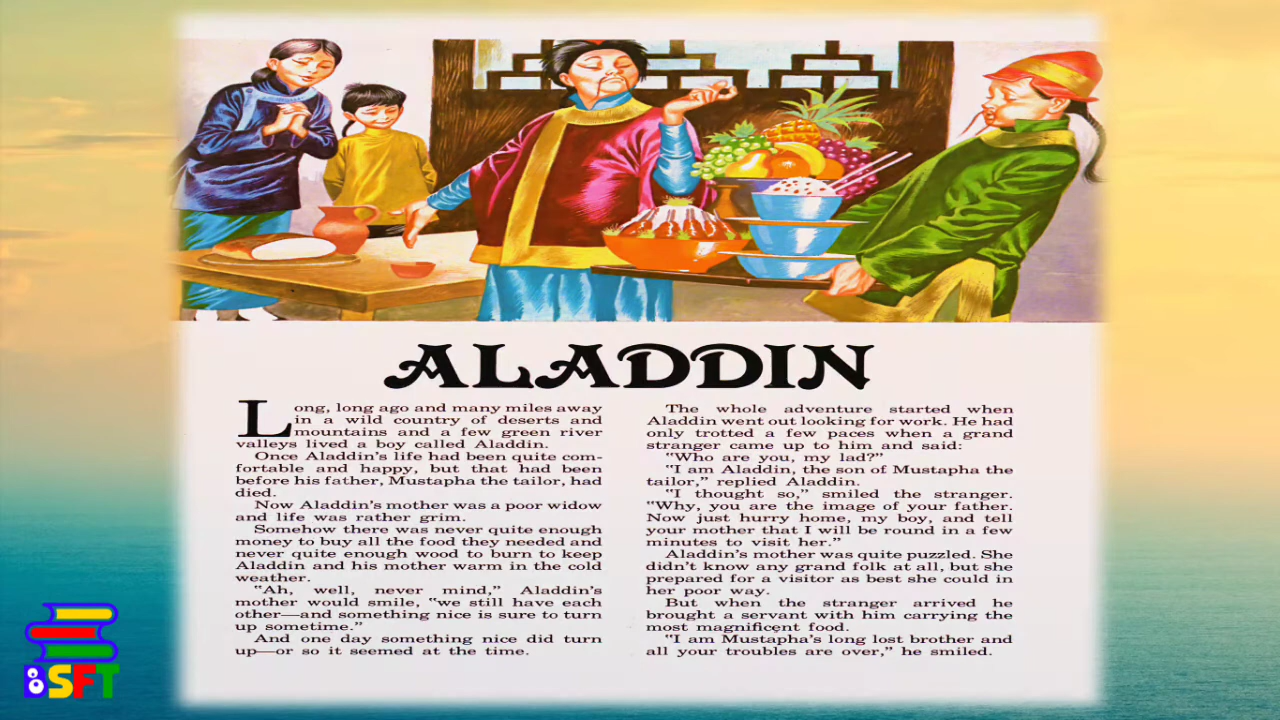 ALADDIN
Long, long ago and many miles away
in a wild country of deserts and
mountains and a few green river
valleys lived a boy called Aladdin.
Once Aladdin's life had been quite com-
fortable and happy, but that had been
before his father, Mustapha the tailor, had
died.
Now Aladdin's mother was a poor widow
and life was rather grim.
Somehow there was never quite enough
money to buy all the food they needed and
never quite enough wood to burn to keep
Aladdin and his mother warm in the cold
weather.
"Ah, well, never mind," Aladdin's
mother would smile, "we still have each
other—and something nice is sure to turn
up sometime."
And one day something nice did turn
up—or so it seemed at the time.
The whole adventure started when
Aladdin went out looking for work. He had
only trotted a few paces when a grand
stranger came up to him and said:
"Who are you, my lad?"
"I am Aladdin, the son of Mustapha the
tailor," replied Aladdin.
"I thought so," smiled the stranger.
"Why, you are the image of your father.
Now just hurry home, my boy, and tell
your mother that I will be round in a few
minutes to visit her."
Aladdin's mother was quite puzzled. She
didn't know any grand folk at all, but she
prepared for a visitor as best she could in
her poor way.
But when the stranger arrived he
brought a servant with him carrying the
most magnificent food.
"I am Mustapha's long lost brother and
all your troubles are over," he smiled.
BSFT